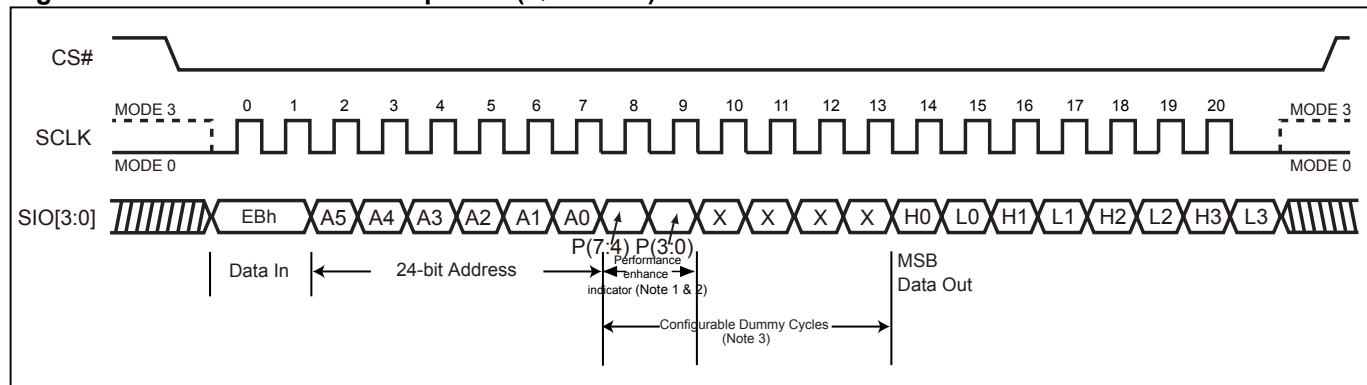 CS#
MODE 3
0 1 2 3 4 5 6 7 8 9 10 11 12 13 14 15 16 17 18 19 20
MODE 3
SCLK
MODE 0
MODE 0
SIO[3:0]
EBh A5 A4 A3 A2 A1 A0 X X X X H0 L0 H1 L1 H2 L2 H3 L3
P(7:4) P(3:0)
Data In
24-bit Address
Performance
enhance
indicator (Note 1 & 2)
MSB
Data Out
Configurable Dummy Cycles
(Note 3)